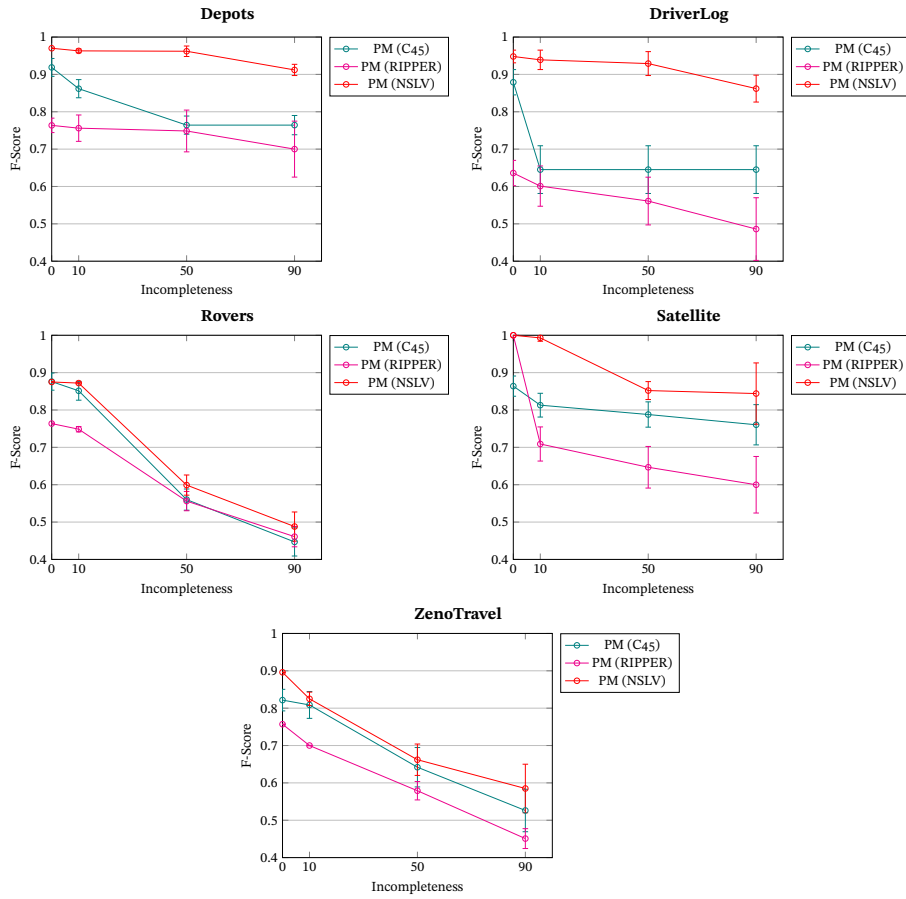 Depots
1
0.9
0.8
0.7
0.6
0.5
0.4
F-Score
0
10
50
90
Incompleteness
PM (C45)
PM (RIPPER)
PM (NSLV)
DriverLog
1
0.9
0.8
0.7
0.6
0.5
0.4
F-Score
0
10
50
90
Incompleteness
PM (C45)
PM (RIPPER)
PM (NSLV)
Rovers
1
0.9
0.8
0.7
0.6
0.5
0.4
F-Score
0
10
50
90
Incompleteness
PM (C45)
PM (RIPPER)
PM (NSLV)
Satellite
1
0.9
0.8
0.7
0.6
0.5
0.4
F-Score
0
10
50
90
Incompleteness
PM (C45)
PM (RIPPER)
PM (NSLV)
ZenoTravel
1
0.9
0.8
0.7
0.6
0.5
0.4
F-Score
0
10
50
90
Incompleteness
PM (C45)
PM (RIPPER)
PM (NSLV)